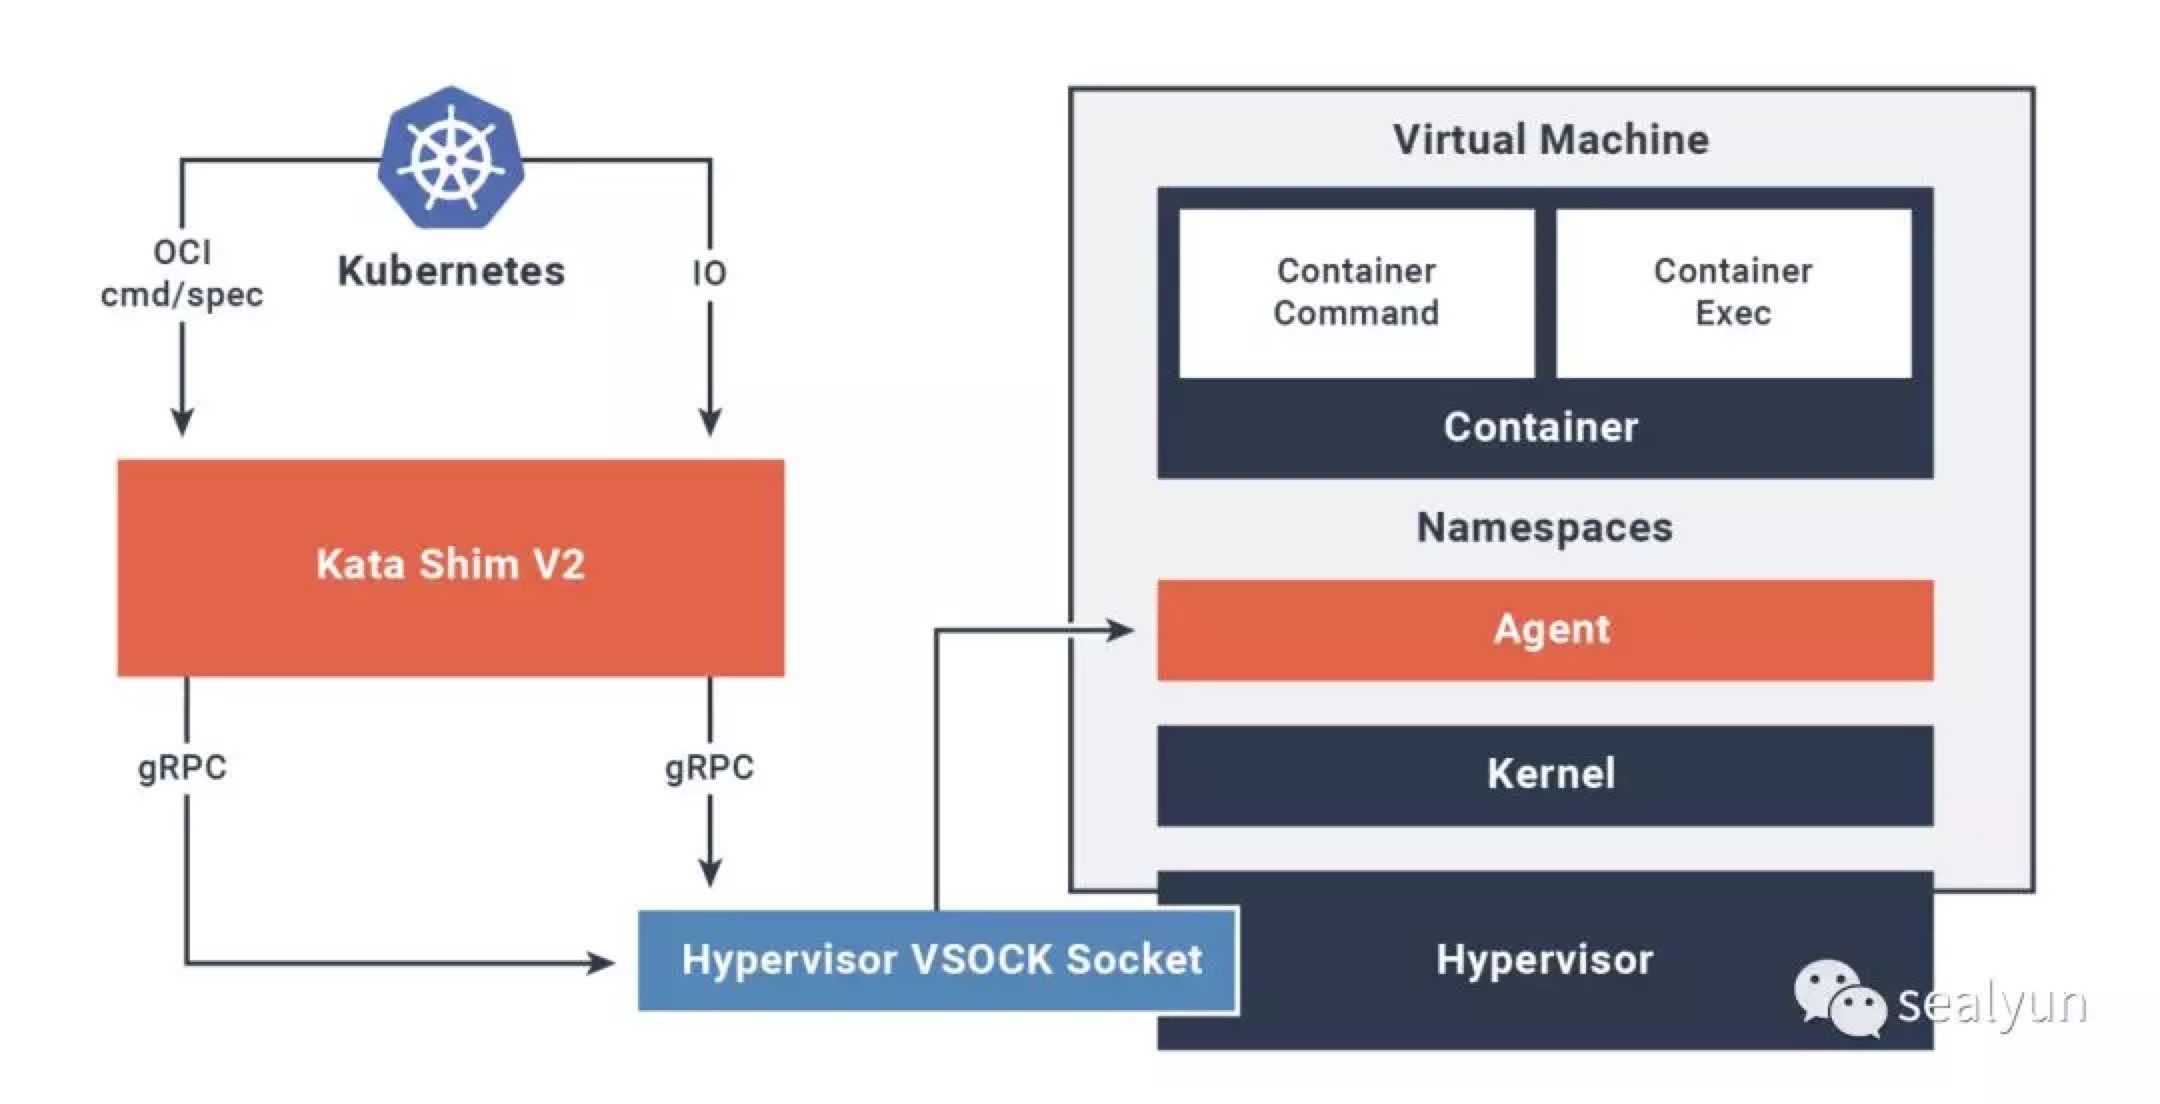 Kubernetes
OCI
cmd/spec
IO
Kata Shim V2
gRPC
gRPC
Hypervisor VSOCK Socket
Virtual Machine
Container
Command
Container
Exec
Container
Namespaces
Agent
Kernel
Hypervisor
sealyun